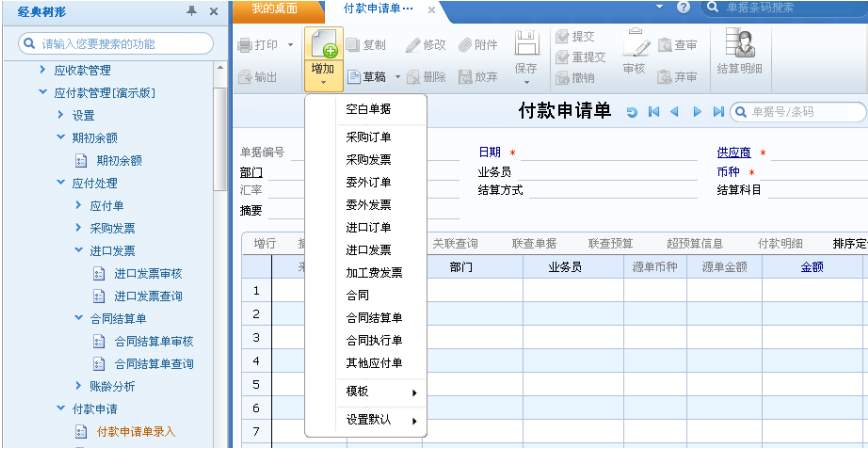 经典树形
请输入您要搜索的功能
应收款管理
应付款管理[演示版]
设置
期初余额
期初余额
应付处理
应付单
采购发票
进口发票
进口发票审核
进口发票查询
合同结算单
合同结算单审核
合同结算单查询
账龄分析
付款申请
付款申请单录入
我的桌面 付款申请单… 单据条码搜索
打印 增加 复制 修改 附件 保存 提交 审核 查审 结算明细
重提交
输出 草稿 删除 放弃 撤销 弃审
付款申请单 单据号/条码
空白单据
采购订单
采购发票
委外订单
委外发票
进口订单
进口发票
加工费发票
合同
合同结算单
合同执行单
其他应付单
模板
设置默认
单据编号 日期 * 供应商 *
部门 业务员 币种 *
汇率 结算方式 结算科目
摘要
增行 关联查询 联查单据 联查预算 超预算信息 付款明细 排序定
部门 业务员 源单币种 源单金额 金额
1
2
3
4
5
6
7